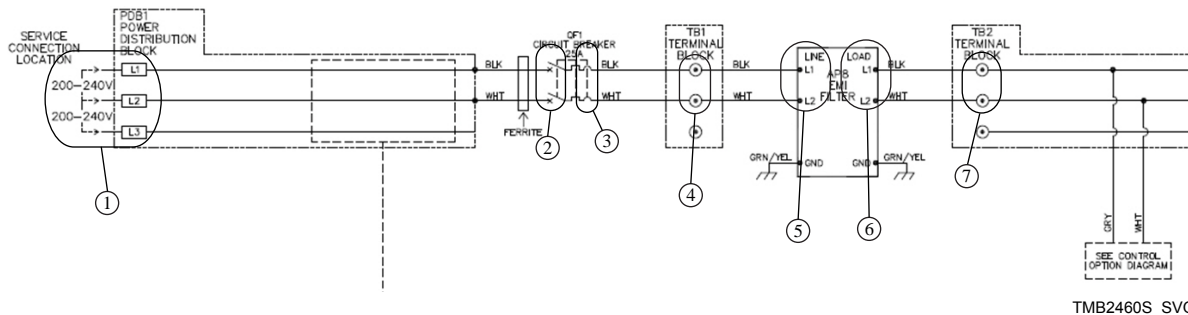 SERVICE
CONNECTION
LOCATION
PDB1
POWER
DISTRIBUTION
BLOCK
L1
200-240V
L2
200-240V
L3
1
BLK
WHT
FERRITE
QF1
CIRCUIT BREAKER
25A
2
3
BLK
WHT
TB1
TERMINAL
BLOCK
4
BLK
WHT
GRN/YEL
LINE
LOAD
L1
L1
APB
EMI
FILTER
L2
L2
GND
GND
5
6
BLK
WHT
GRN/YEL
TB2
TERMINAL
BLOCK
7
GRY
WHT
SEE CONTROL
OPTION DIAGRAM
TMB2460S_SVG